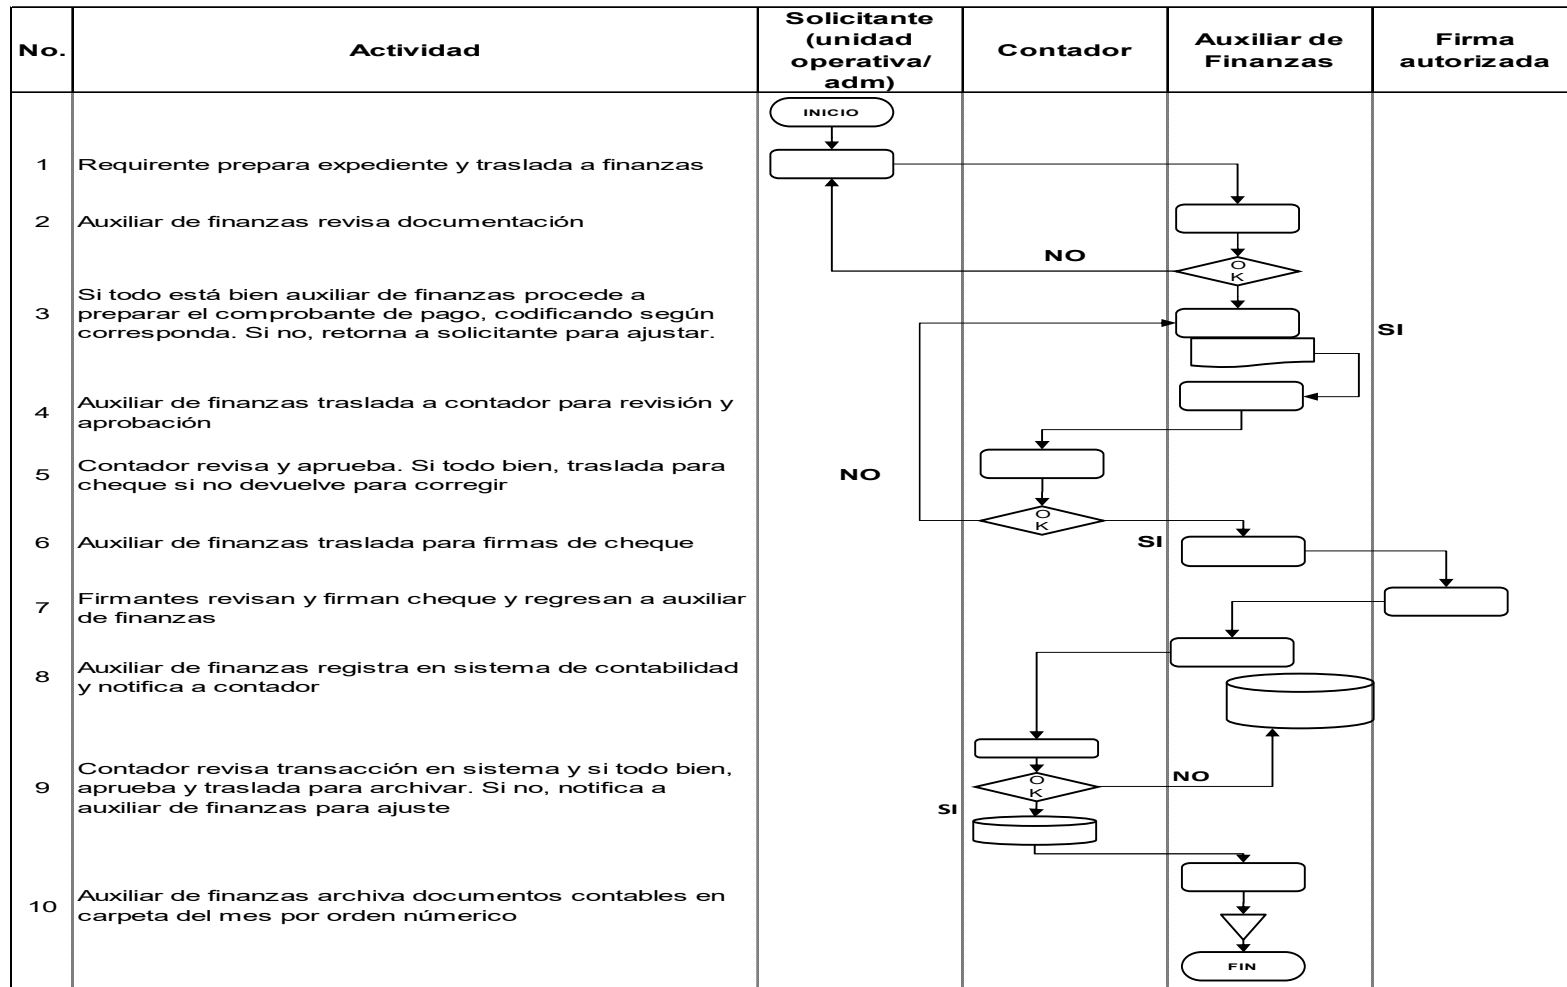 No.
Actividad
Solicitante
(unidad
operativa/
adm)
Contador
Auxiliar de
Finanzas
Firma
autorizada
INICIO
1
Requirente prepara expediente y traslada a finanzas
2
Auxiliar de finanzas revisa documentación
NO
O
K
3
Si todo está bien auxiliar de finanzas procede a
preparar el comprobante de pago, codificando según
corresponda. Si no, retorna a solicitante para ajustar.
SI
4
Auxiliar de finanzas traslada a contador para revisión y
aprobación
5
Contador revisa y aprueba. Si todo bien, traslada para
cheque si no devuelve para corregir
NO
O
K
SI
6
Auxiliar de finanzas traslada para firmas de cheque
7
Firmantes revisan y firman cheque y regresan a auxiliar
de finanzas
8
Auxiliar de finanzas registra en sistema de contabilidad
y notifica a contador
9
Contador revisa transacción en sistema y si todo bien,
aprueba y traslada para archivar. Si no, notifica a
auxiliar de finanzas para ajuste
O
K
NO
SI
10
Auxiliar de finanzas archiva documentos contables en
carpeta del mes por orden númerico
FIN